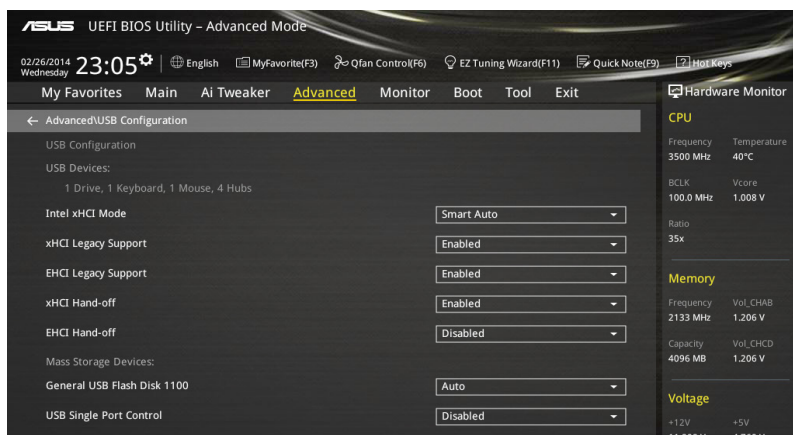 ASUS UEFI BIOS Utility – Advanced Mode
02/26/2014 Wednesday 23:05 English MyFavorite(F3) Qfan Control(F6) EZ Tuning Wizard(F11) Quick Note(F9) ? Hot Keys
My Favorites Main Ai Tweaker Advanced Monitor Boot Tool Exit
← Advanced\USB Configuration
USB Configuration
USB Devices:
1 Drive, 1 Keyboard, 1 Mouse, 4 Hubs
Intel xHCI Mode Smart Auto
xHCI Legacy Support Enabled
EHCI Legacy Support Enabled
xHCI Hand-off Enabled
EHCI Hand-off Disabled
Mass Storage Devices:
General USB Flash Disk 1100 Auto
USB Single Port Control Disabled
Hardware Monitor
CPU
Frequency Temperature
3500 MHz 40°C
BCLK Vcore
100.0 MHz 1.008 V
Ratio
35x
Memory
Frequency Vol_CHAB
2133 MHz 1.206 V
Capacity Vol_CHCD
4096 MB 1.206 V
Voltage
+12V +5V